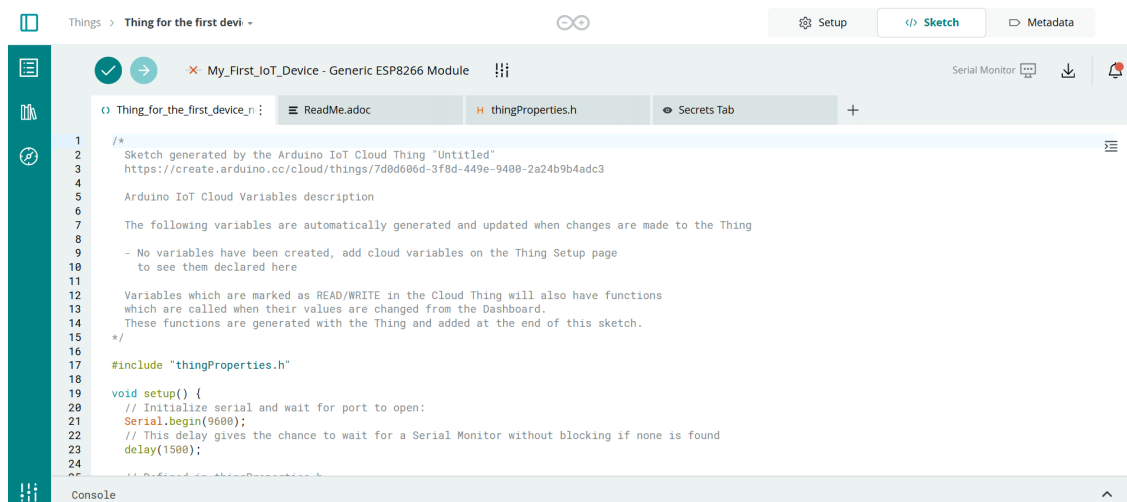 Things > Thing for the first devi
Setup
</> Sketch
Metadata
My_First_IoT_Device - Generic ESP8266 Module
Serial Monitor
Thing_for_the_first_device_n
ReadMe.adoc
H thingProperties.h
Secrets Tab
1 /*
2 Sketch generated by the Arduino IoT Cloud Thing "Untitled"
3 https://create.arduino.cc/cloud/things/7d0d606d-3f8d-449e-9400-2a24b9b4adc3
4
5 Arduino IoT Cloud Variables description
6
7 The following variables are automatically generated and updated when changes are made to the Thing
8
9 - No variables have been created, add cloud variables on the Thing Setup page
10 to see them declared here
11
12 Variables which are marked as READ/WRITE in the Cloud Thing will also have functions
13 which are called when their values are changed from the Dashboard.
14 These functions are generated with the Thing and added at the end of this sketch.
15 */
16
17 #include "thingProperties.h"
18
19 void setup() {
20 // Initialize serial and wait for port to open:
21 Serial.begin(9600);
22 // This delay gives the chance to wait for a Serial Monitor without blocking if none is found
23 delay(1500);
24
Console